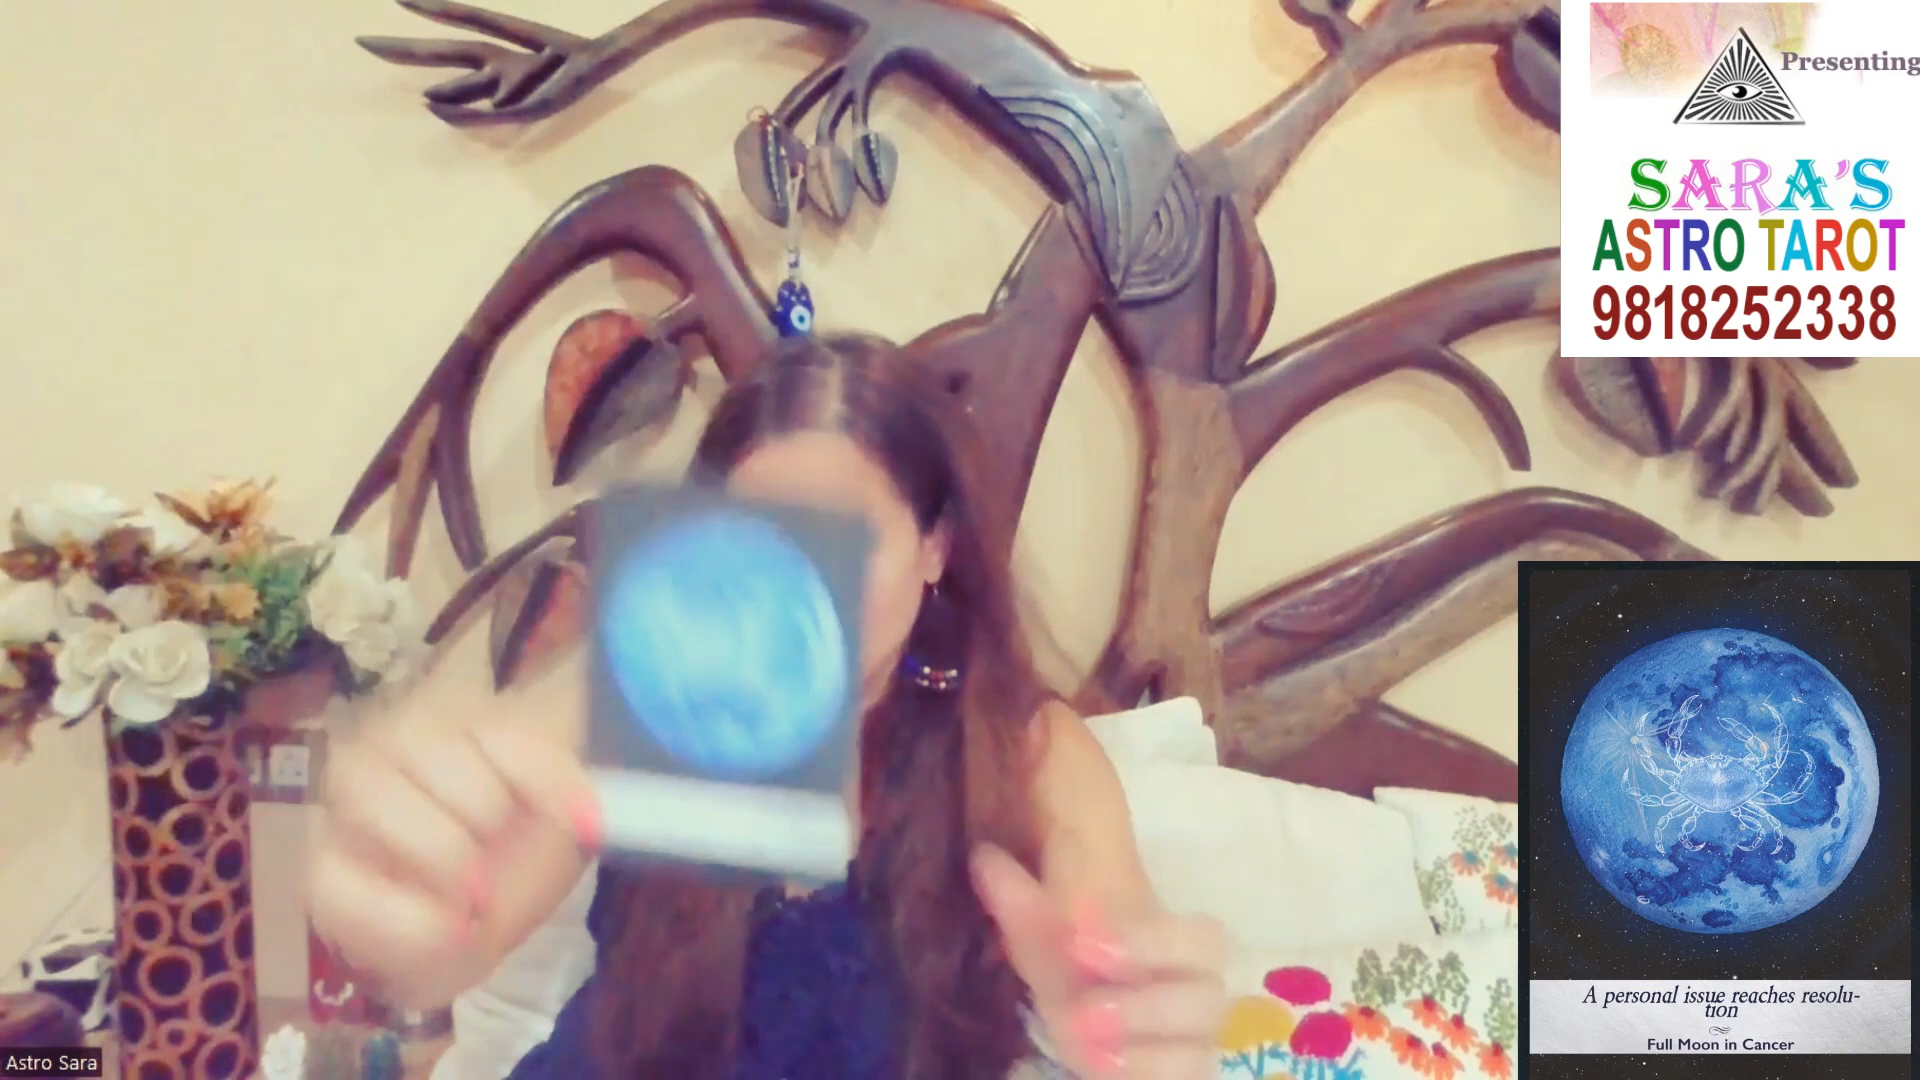 Presenting
SARA'S
ASTRO TAROT
9818252338
A personal issue reaches resolu-
tion
Full Moon in Cancer
Astro Sara